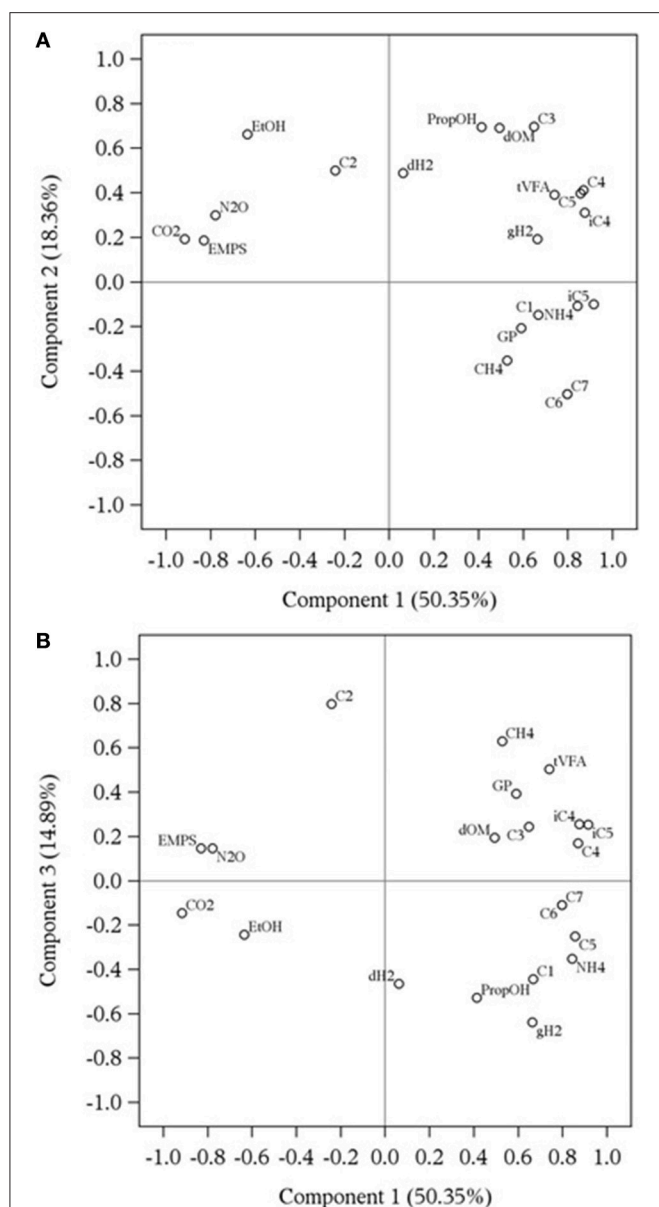 A
1.0
0.8
0.6
0.4
0.2
0.0
-0.2
-0.4
-0.6
-0.8
-1.0
Component 2 (18.36%)
EtOH
PropOH
C3
dOM
C2
dH2
tVFA
C4
C5
N2O
iC4
CO2
EMPS
gH2
iC5
C1
NH4
GP
CH4
C7
C6
-1.0 -0.8 -0.6 -0.4 -0.2 0.0 0.2 0.4 0.6 0.8 1.0
Component 1 (50.35%)
B
1.0
0.8
0.6
0.4
0.2
0.0
-0.2
-0.4
-0.6
-0.8
-1.0
Component 3 (14.89%)
C2
CH4
tVFA
GP
iC4
EMPS
dOM
C3
iC5
N2O
C4
C7
CO2
C6
EtOH
C5
NH4
dH2
C1
PropOH
gH2
-1.0 -0.8 -0.6 -0.4 -0.2 0.0 0.2 0.4 0.6 0.8 1.0
Component 1 (50.35%)